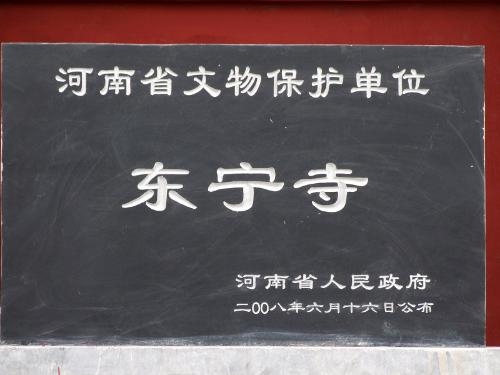 河南省文物保护单位
东宁寺
河南省人民政府
二00八年六月十六日公布